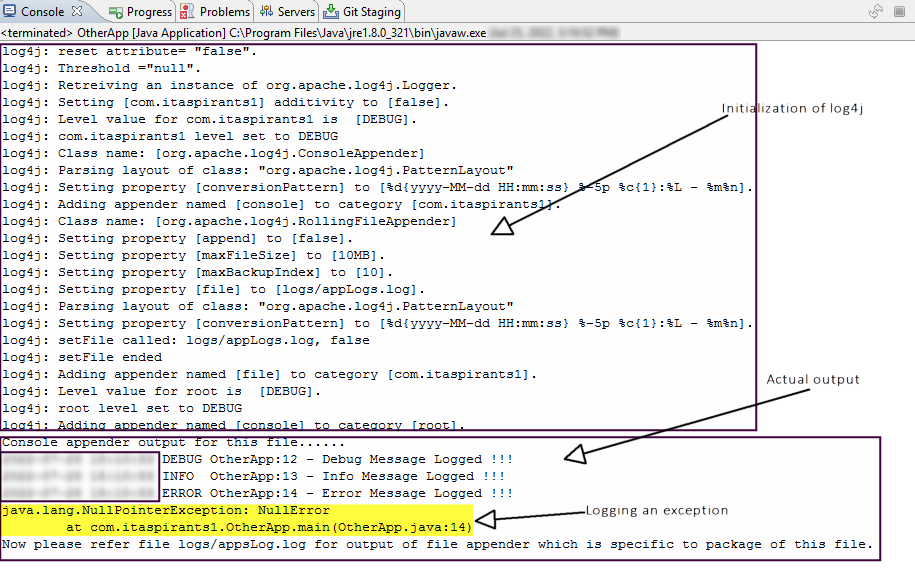 Console Progress Problems Servers Git Staging
<terminated> OtherApp [Java Application] C:\Program Files\Java\jre1.8.0_321\bin\javaw.exe
log4j: reset attribute= "false".
log4j: Threshold ="null".
log4j: Retreiving an instance of org.apache.log4j.Logger.
log4j: Setting [com.itaspirants1] additivity to [false].
log4j: Level value for com.itaspirants1 is  [DEBUG].
log4j: com.itaspirants1 level set to DEBUG
log4j: Class name: [org.apache.log4j.ConsoleAppender]
log4j: Parsing layout of class: "org.apache.log4j.PatternLayout"
log4j: Setting property [conversionPattern] to [%d{yyyy-MM-dd HH:mm:ss} %-5p %c{1}:%L - %m%n].
log4j: Adding appender named [console] to category [com.itaspirants1].
log4j: Class name: [org.apache.log4j.RollingFileAppender]
log4j: Setting property [append] to [false].
log4j: Setting property [maxFileSize] to [10MB].
log4j: Setting property [maxBackupIndex] to [10].
log4j: Setting property [file] to [logs/appLogs.log].
log4j: Parsing layout of class: "org.apache.log4j.PatternLayout"
log4j: Setting property [conversionPattern] to [%d{yyyy-MM-dd HH:mm:ss} %-5p %c{1}:%L - %m%n].
log4j: setFile called: logs/appLogs.log, false
log4j: setFile ended
log4j: Adding appender named [file] to category [com.itaspirants1].
log4j: Level value for root is  [DEBUG].
log4j: root level set to DEBUG
log4j: Adding appender named [console] to category [root].
Initialization of log4j
Actual output
Console appender output for this file......
DEBUG OtherApp:12 - Debug Message Logged !!!
INFO  OtherApp:13 - Info Message Logged !!!
ERROR OtherApp:14 - Error Message Logged !!!
java.lang.NullPointerException: NullError
at com.itaspirants1.OtherApp.main(OtherApp.java:14)
Logging an exception
Now please refer file logs/appsLog.log for output of file appender which is specific to package of this file.